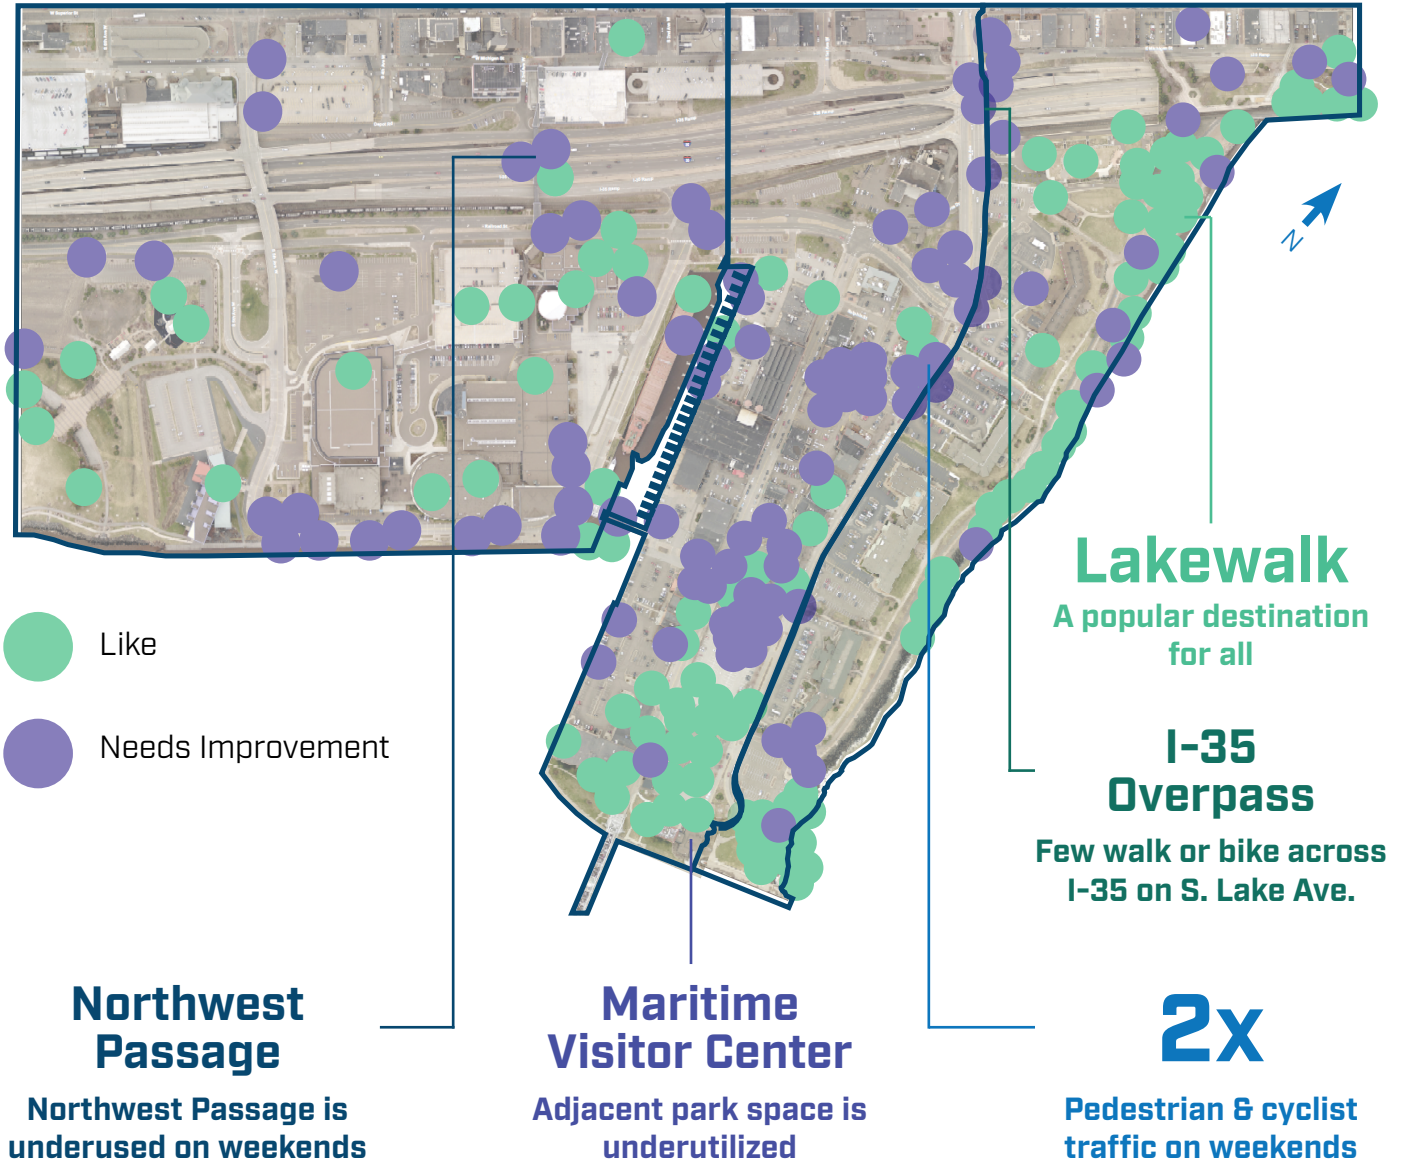 N
Like
Needs Improvement
Lakewalk
A popular destination
for all
I-35
Overpass
Few walk or bike across
I-35 on S. Lake Ave.
Northwest
Passage
Northwest Passage is
underused on weekends
Maritime
Visitor Center
Adjacent park space is
underutilized
2x
Pedestrian & cyclist
traffic on weekends